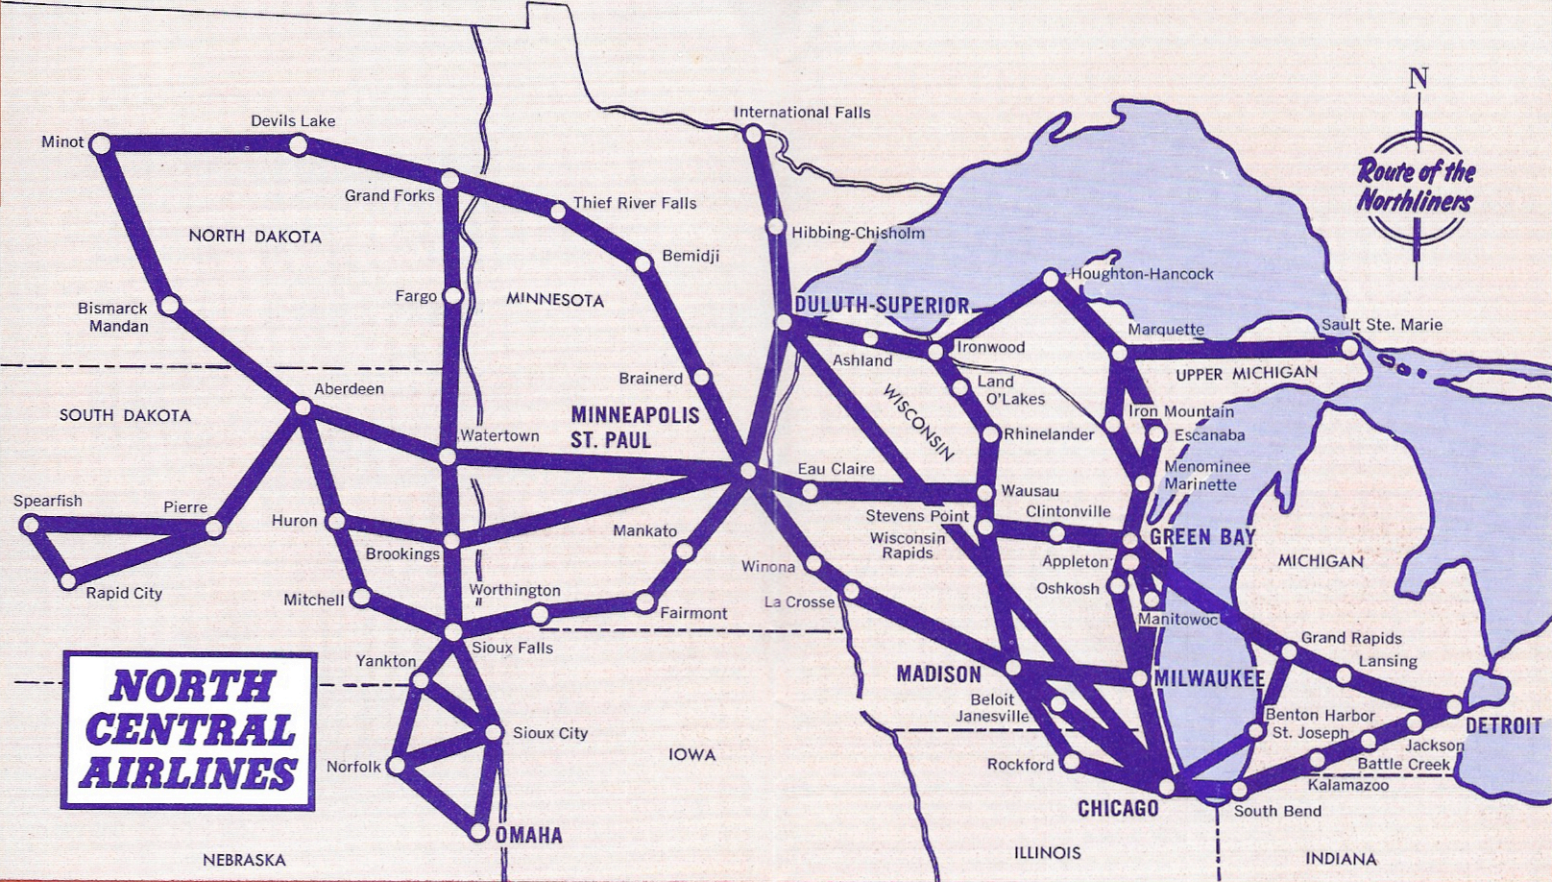 N
Route of the
Northliners
International Falls
Devils Lake
Minot
Grand Forks
Thief River Falls
NORTH DAKOTA
Hibbing-Chisholm
Bemidji
Houghton-Hancock
Fargo
MINNESOTA
DULUTH-SUPERIOR
Bismarck
Mandan
Marquette
Sault Ste. Marie
Ashland
Ironwood
UPPER MICHIGAN
Brainerd
Land
O'Lakes
Aberdeen
SOUTH DAKOTA
MINNEAPOLIS
ST. PAUL
WISCONSIN
Iron Mountain
Escanaba
Rhinelander
Watertown
Eau Claire
Menominee
Marinette
Spearfish
Pierre
Wausau
Clintonville
Huron
Brookings
Mankato
Stevens Point
Wisconsin
Rapids
GREEN BAY
Winona
Appleton
MICHIGAN
Rapid City
Mitchell
Worthington
La Crosse
Oshkosh
Fairmont
Manitowoc
Sioux Falls
Grand Rapids
Yankton
Lansing
MADISON
MILWAUKEE
NORTH
CENTRAL
AIRLINES
Beloit
Janesville
Benton Harbor
St. Joseph
DETROIT
Sioux City
Jackson
IOWA
Norfolk
Rockford
Battle Creek
Kalamazoo
CHICAGO
South Bend
OMAHA
NEBRASKA
ILLINOIS
INDIANA